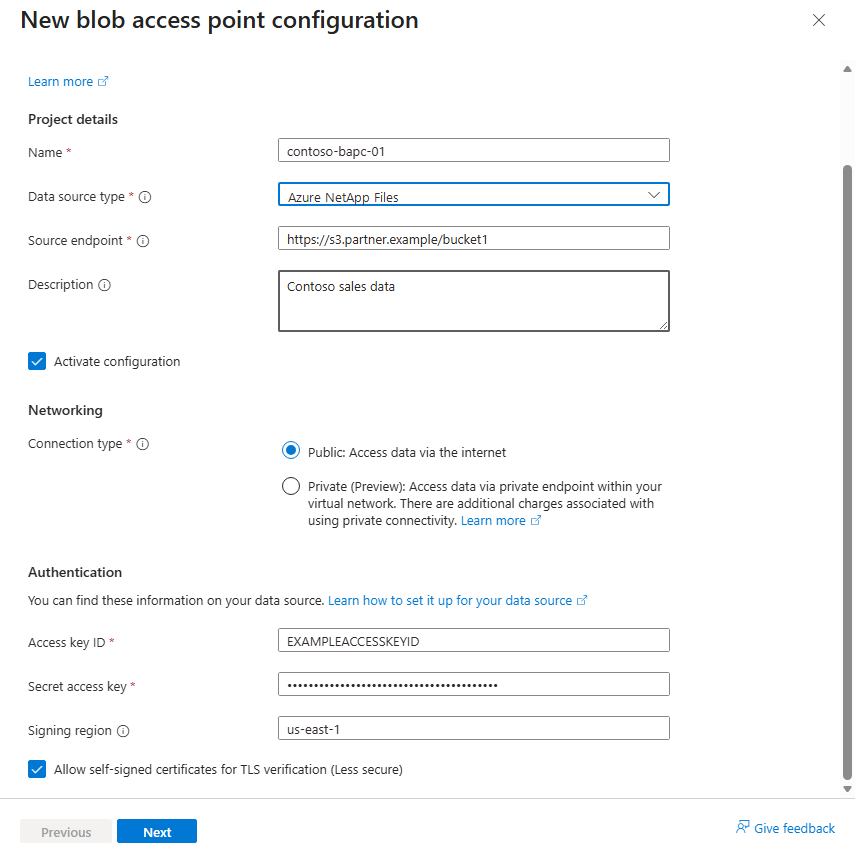 New blob access point configuration
Learn more
Project details
Name *
contoso-bapc-01
Data source type *
Azure NetApp Files
Source endpoint *
https://s3.partner.example/bucket1
Description
Contoso sales data
Activate configuration
Networking
Connection type *
Public: Access data via the internet
Private (Preview): Access data via private endpoint within your
virtual network. There are additional charges associated with
using private connectivity. Learn more
Authentication
You can find these information on your data source. Learn how to set it up for your data source
Access key ID *
EXAMPLEACCESSKEYID
Secret access key *
••••••••••••••••••••••••••••••••••••••••
Signing region
us-east-1
Allow self-signed certificates for TLS verification (Less secure)
Previous
Next
Give feedback